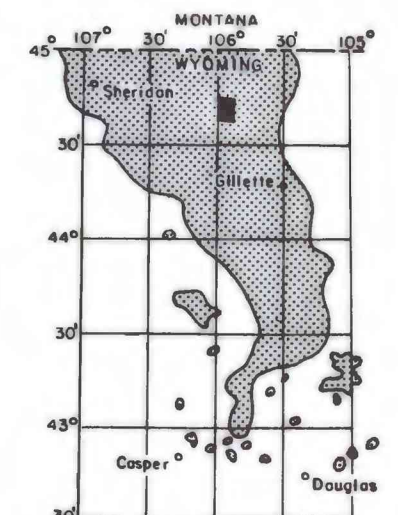 MONTANA
45° 107° 30' 106° 30' 105°
WYOMING
Sheridan
30'
Gillette
44°
30'
43°
Casper
Douglas
30'